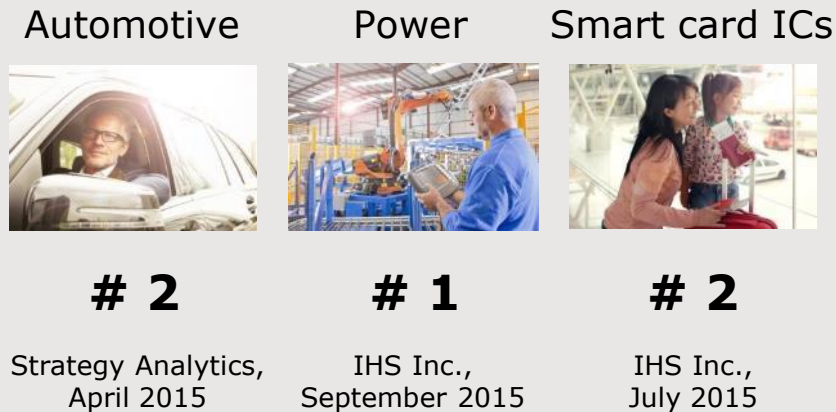 Automotive
Power
Smart card ICs
# 2
# 1
# 2
Strategy Analytics,
April 2015
IHS Inc.,
September 2015
IHS Inc.,
July 2015